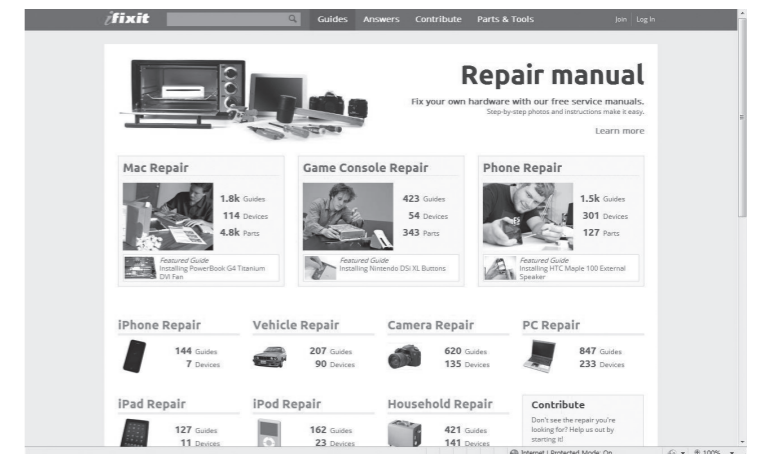 ifixit Guides Answers Contribute Parts & Tools Join Log In
Repair manual
Fix your own hardware with our free service manuals.
Step-by-step photos and instructions make it easy.
Learn more
Mac Repair
1.8k Guides
114 Devices
4.8k Parts
Featured Guide
Installing PowerBook G4 Titanium
DVI Fan
Game Console Repair
423 Guides
54 Devices
343 Parts
Featured Guide
Installing Nintendo DSi XL Buttons
Phone Repair
1.5k Guides
301 Devices
127 Parts
Featured Guide
Installing HTC Maple 100 External
Speaker
iPhone Repair
144 Guides
7 Devices
Vehicle Repair
207 Guides
90 Devices
Camera Repair
620 Guides
135 Devices
PC Repair
847 Guides
233 Devices
iPad Repair
127 Guides
11 Devices
iPod Repair
162 Guides
23 Devices
Household Repair
421 Guides
141 Devices
Contribute
Don't see the repair you're
looking for? Help us out by
starting it!
Internet | Protected Mode: On 100%